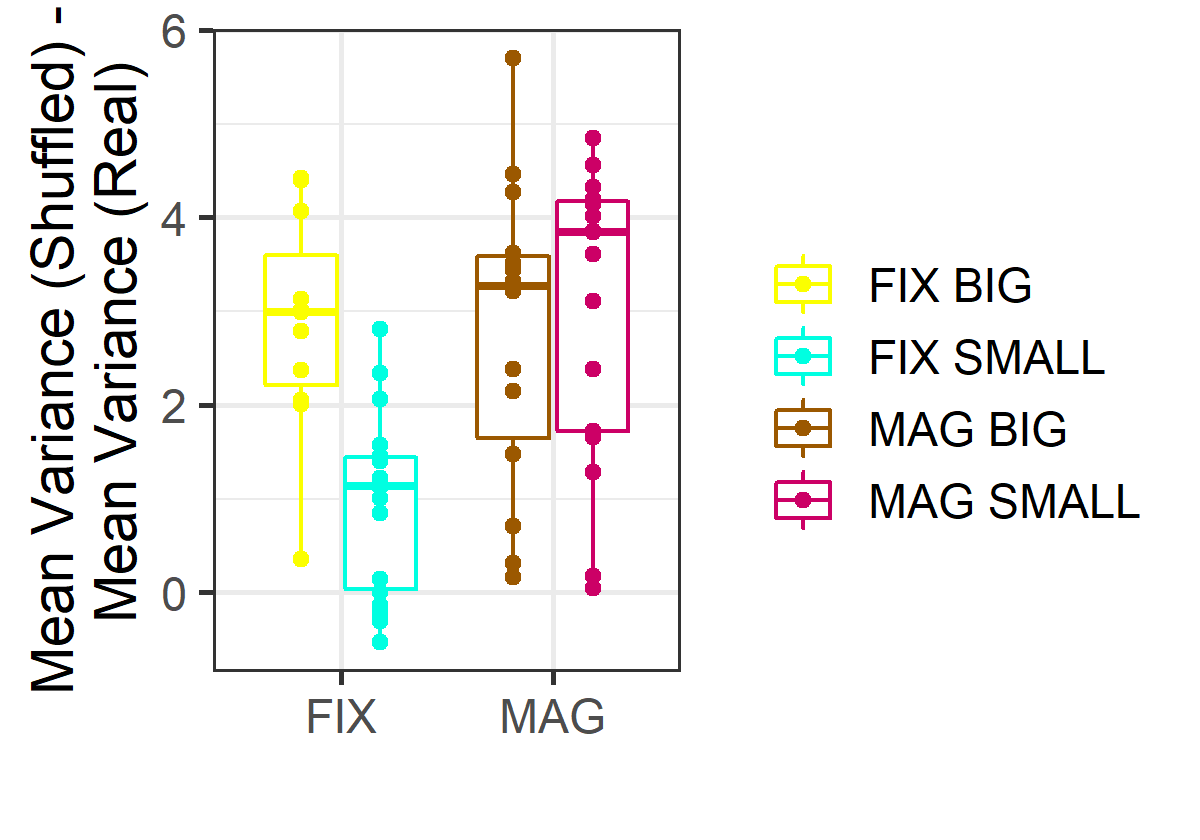 Mean Variance (Shuffled) -
Mean Variance (Real)
6
4
2
0
FIX
MAG
FIX BIG
FIX SMALL
MAG BIG
MAG SMALL